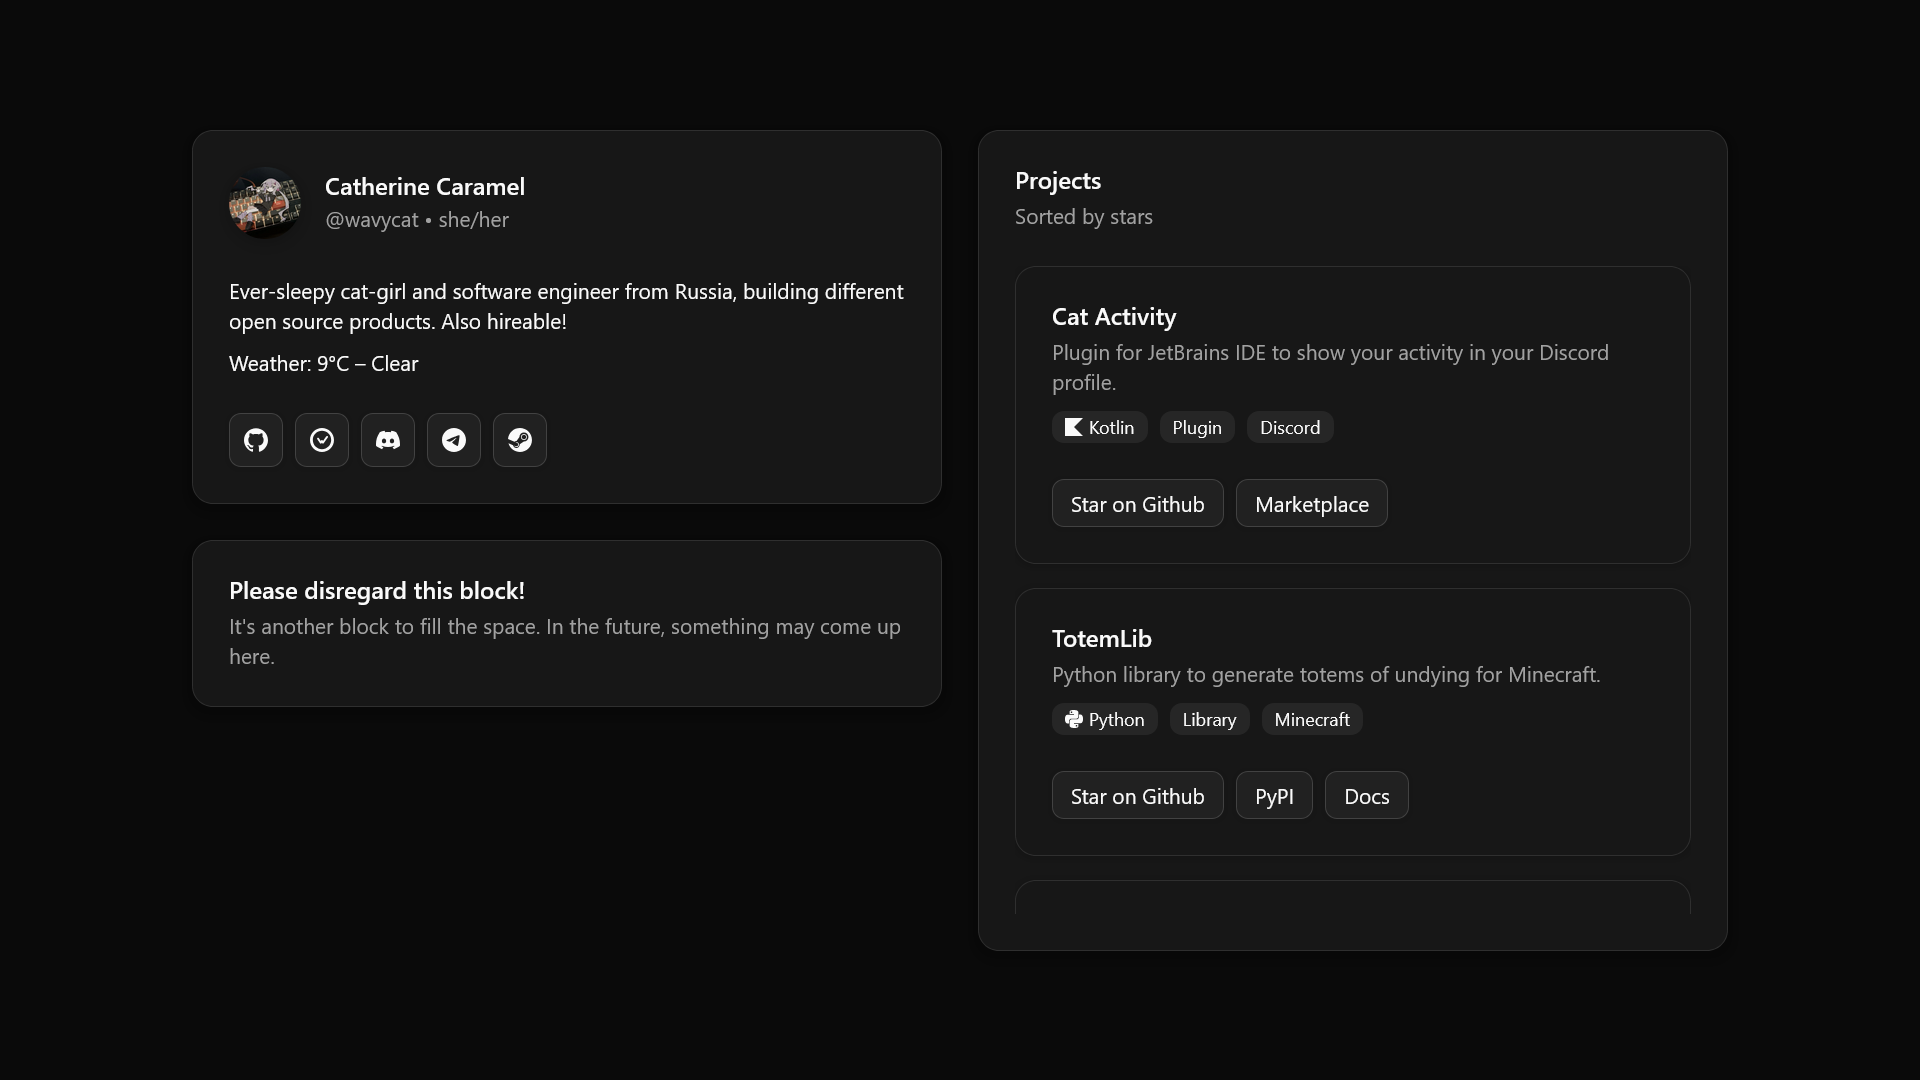 Catherine Caramel
@wavycat • she/her
Ever-sleepy cat-girl and software engineer from Russia, building different
open source products. Also hireable!
Weather: 9°C – Clear
Please disregard this block!
It's another block to fill the space. In the future, something may come up
here.
Projects
Sorted by stars
Cat Activity
Plugin for JetBrains IDE to show your activity in your Discord
profile.
Kotlin Plugin Discord
Star on Github Marketplace
TotemLib
Python library to generate totems of undying for Minecraft.
Python Library Minecraft
Star on Github PyPI Docs